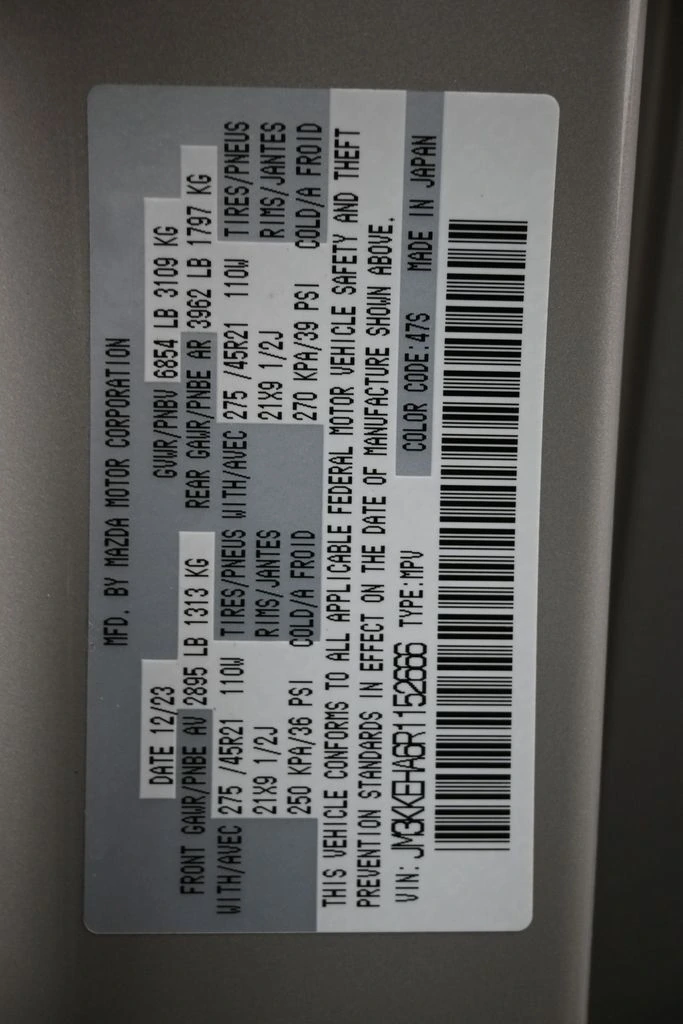 MFD. BY MAZDA MOTOR CORPORATION
DATE 12/23 GVWR/PNBV 6854 LB 3109 KG
FRONT GAWR/PNBE AV 2895 LB 1313 KG REAR GAWR/PNBE AR 3962 LB 1797 KG
WITH/AVEC 275 /45R21 110W TIRES/PNEUS WITH/AVEC 275 /45R21 110W TIRES/PNEUS
21X9 1/2J RIMS/JANTES 21X9 1/2J RIMS/JANTES
250 KPA/36 PSI COLD/A FROID 270 KPA/39 PSI COLD/A FROID
THIS VEHICLE CONFORMS TO ALL APPLICABLE FEDERAL MOTOR VEHICLE SAFETY AND THEFT
PREVENTION STANDARDS IN EFFECT ON THE DATE OF MANUFACTURE SHOWN ABOVE.
VIN: JM3KKEHA6R1152666 TYPE:MPV COLOR CODE:47S MADE IN JAPAN